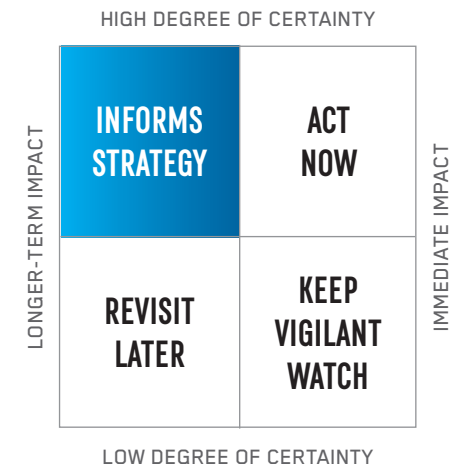 HIGH DEGREE OF CERTAINTY
LONGER-TERM IMPACT
INFORMS
STRATEGY
ACT
NOW
IMMEDIATE IMPACT
REVISIT
LATER
KEEP
VIGILANT
WATCH
LOW DEGREE OF CERTAINTY